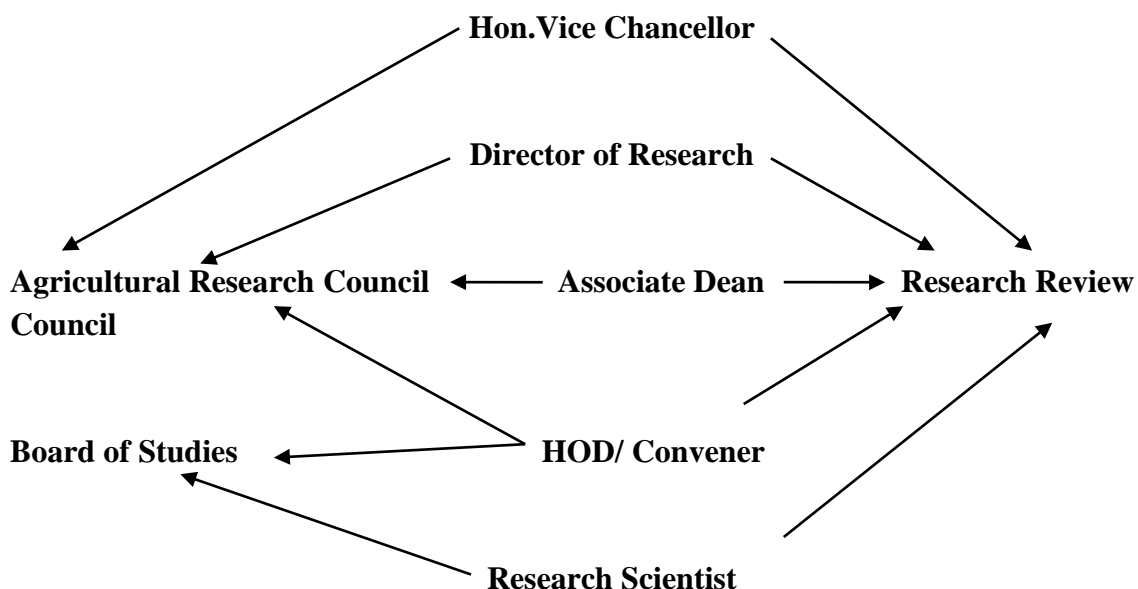 Hon.Vice Chancellor
Director of Research
Agricultural Research Council
Council
Associate Dean
Research Review
Board of Studies
HOD/ Convener
Research Scientist